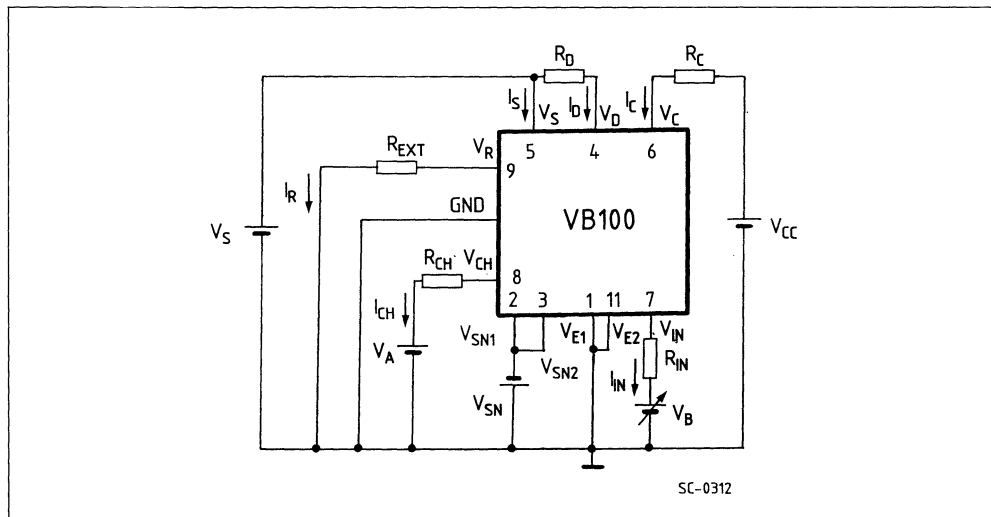 R_D
R_C
I_S
V_S
I_D
V_D
I_C
V_C
5
4
6
R_EXT
V_R
9
I_R
GND
VB100
V_S
V_CC
R_CH
V_CH
8
2
3
1
11
7
I_CH
V_SN1
V_E1
V_E2
V_IN
V_A
V_SN2
R_IN
V_SN
I_IN
V_B
SC-0312